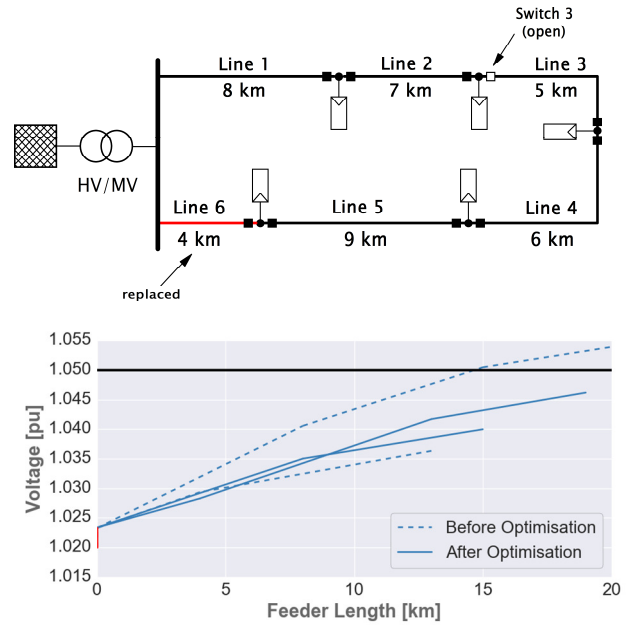 Switch 3
(open)
Line 1
Line 2
Line 3
8 km
7 km
5 km
HV/MV
Line 6
Line 5
Line 4
4 km
9 km
6 km
replaced
1.055
1.050
1.045
1.040
1.035
1.030
1.025
1.020
1.015
Voltage [pu]
Before Optimisation
After Optimisation
0
5
10
15
20
Feeder Length [km]